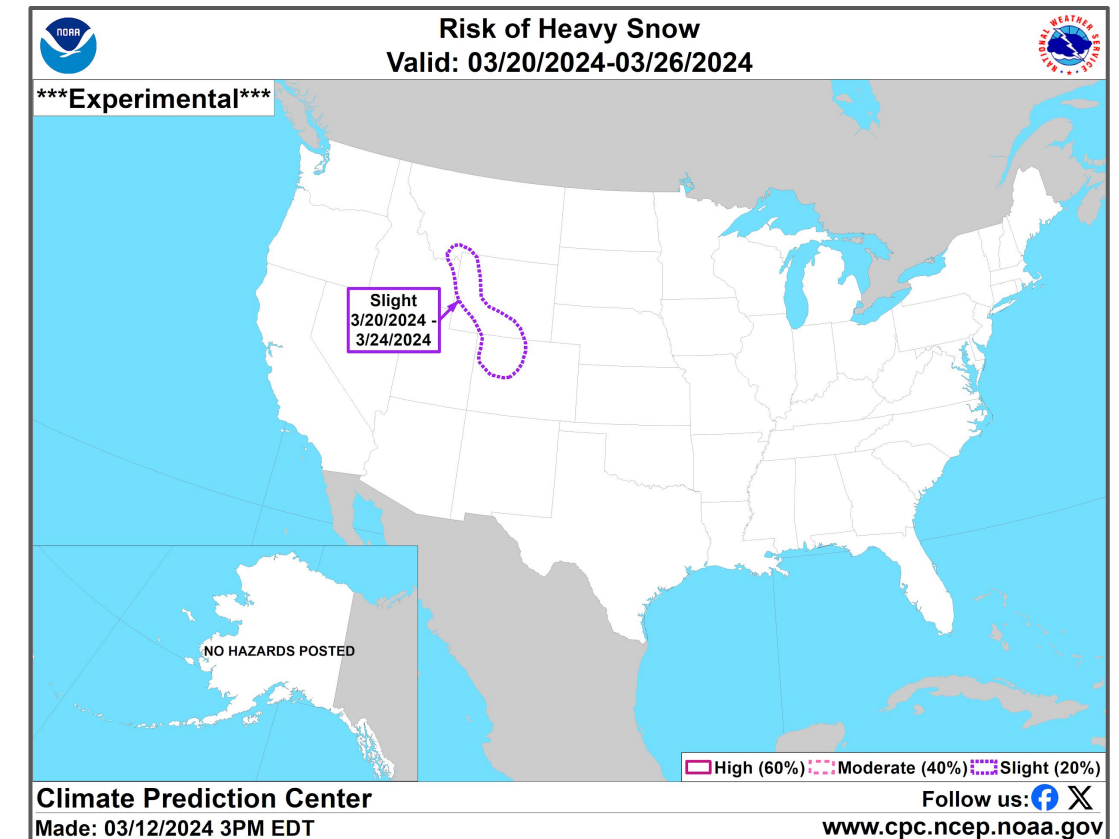 NOAA
Risk of Heavy Snow
Valid: 03/20/2024-03/26/2024
NATIONAL WEATHER SERVICE
***Experimental***
Slight
3/20/2024 -
3/24/2024
NO HAZARDS POSTED
High (60%) Moderate (40%) Slight (20%)
Climate Prediction Center
Follow us:
Made: 03/12/2024 3PM EDT
www.cpc.ncep.noaa.gov